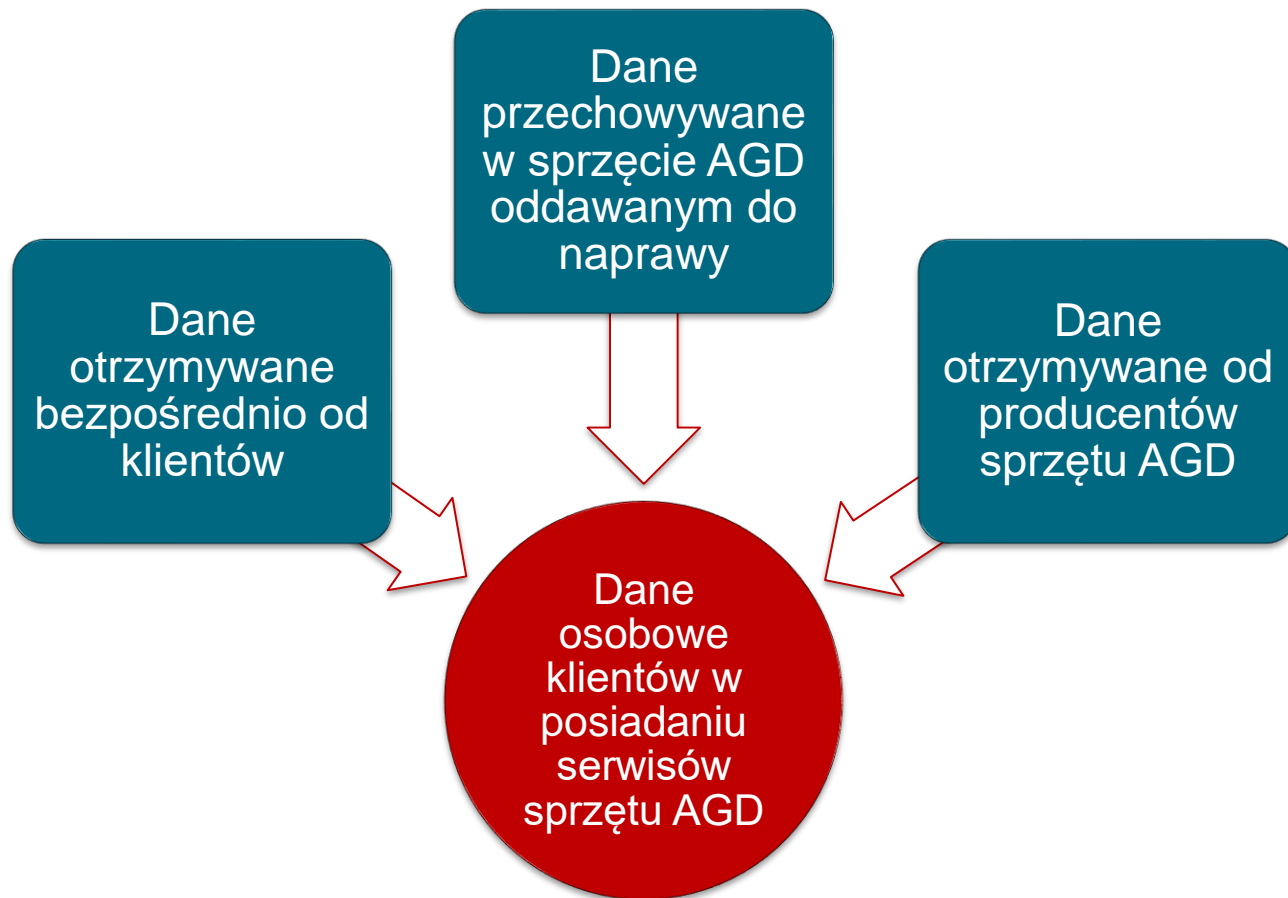 Dane
przechowywane
w sprzęcie AGD
oddawanym do
naprawy
Dane
otrzymywane
bezpośrednio od
klientów
Dane
otrzymywane od
producentów
sprzętu AGD
Dane
osobowe
klientów w
posiadaniu
serwisów
sprzętu AGD